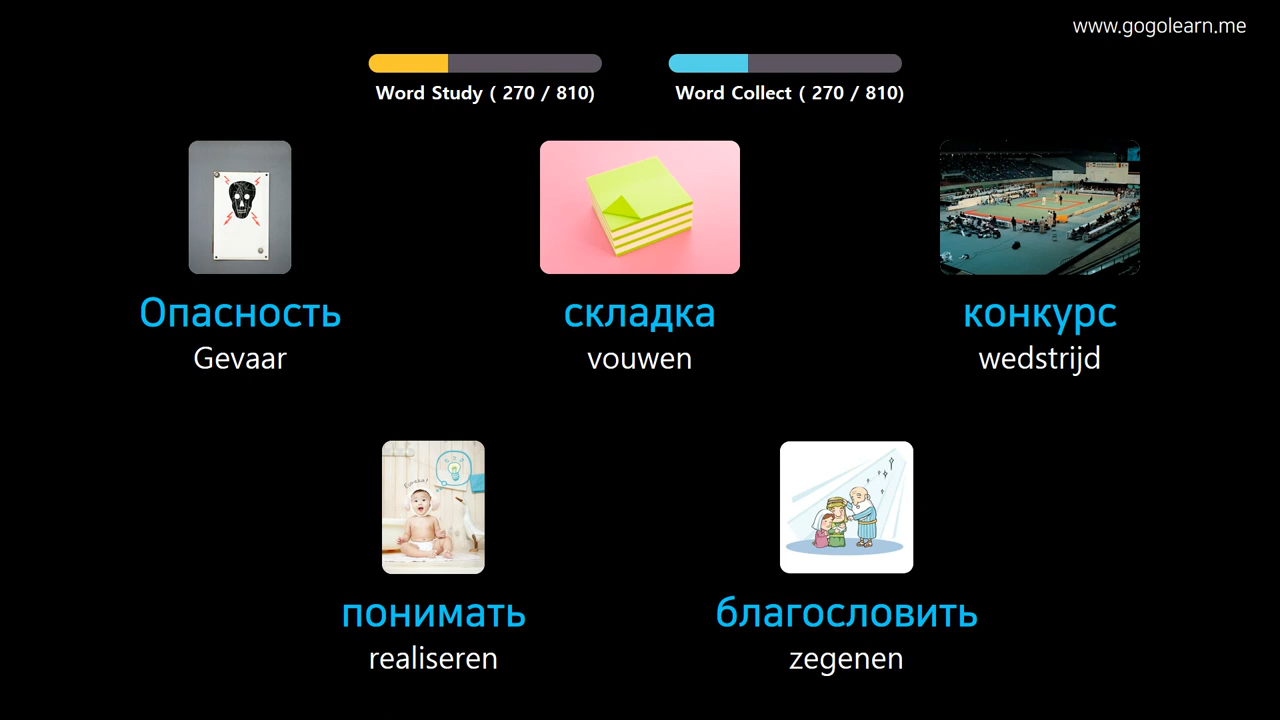 www.gogolearn.me
Word Study ( 270 / 810)
Word Collect ( 270 / 810)
Опасность
Gevaar
складка
vouwen
конкурс
wedstrijd
Eureka!
понимать
realiseren
благословить
zegenen